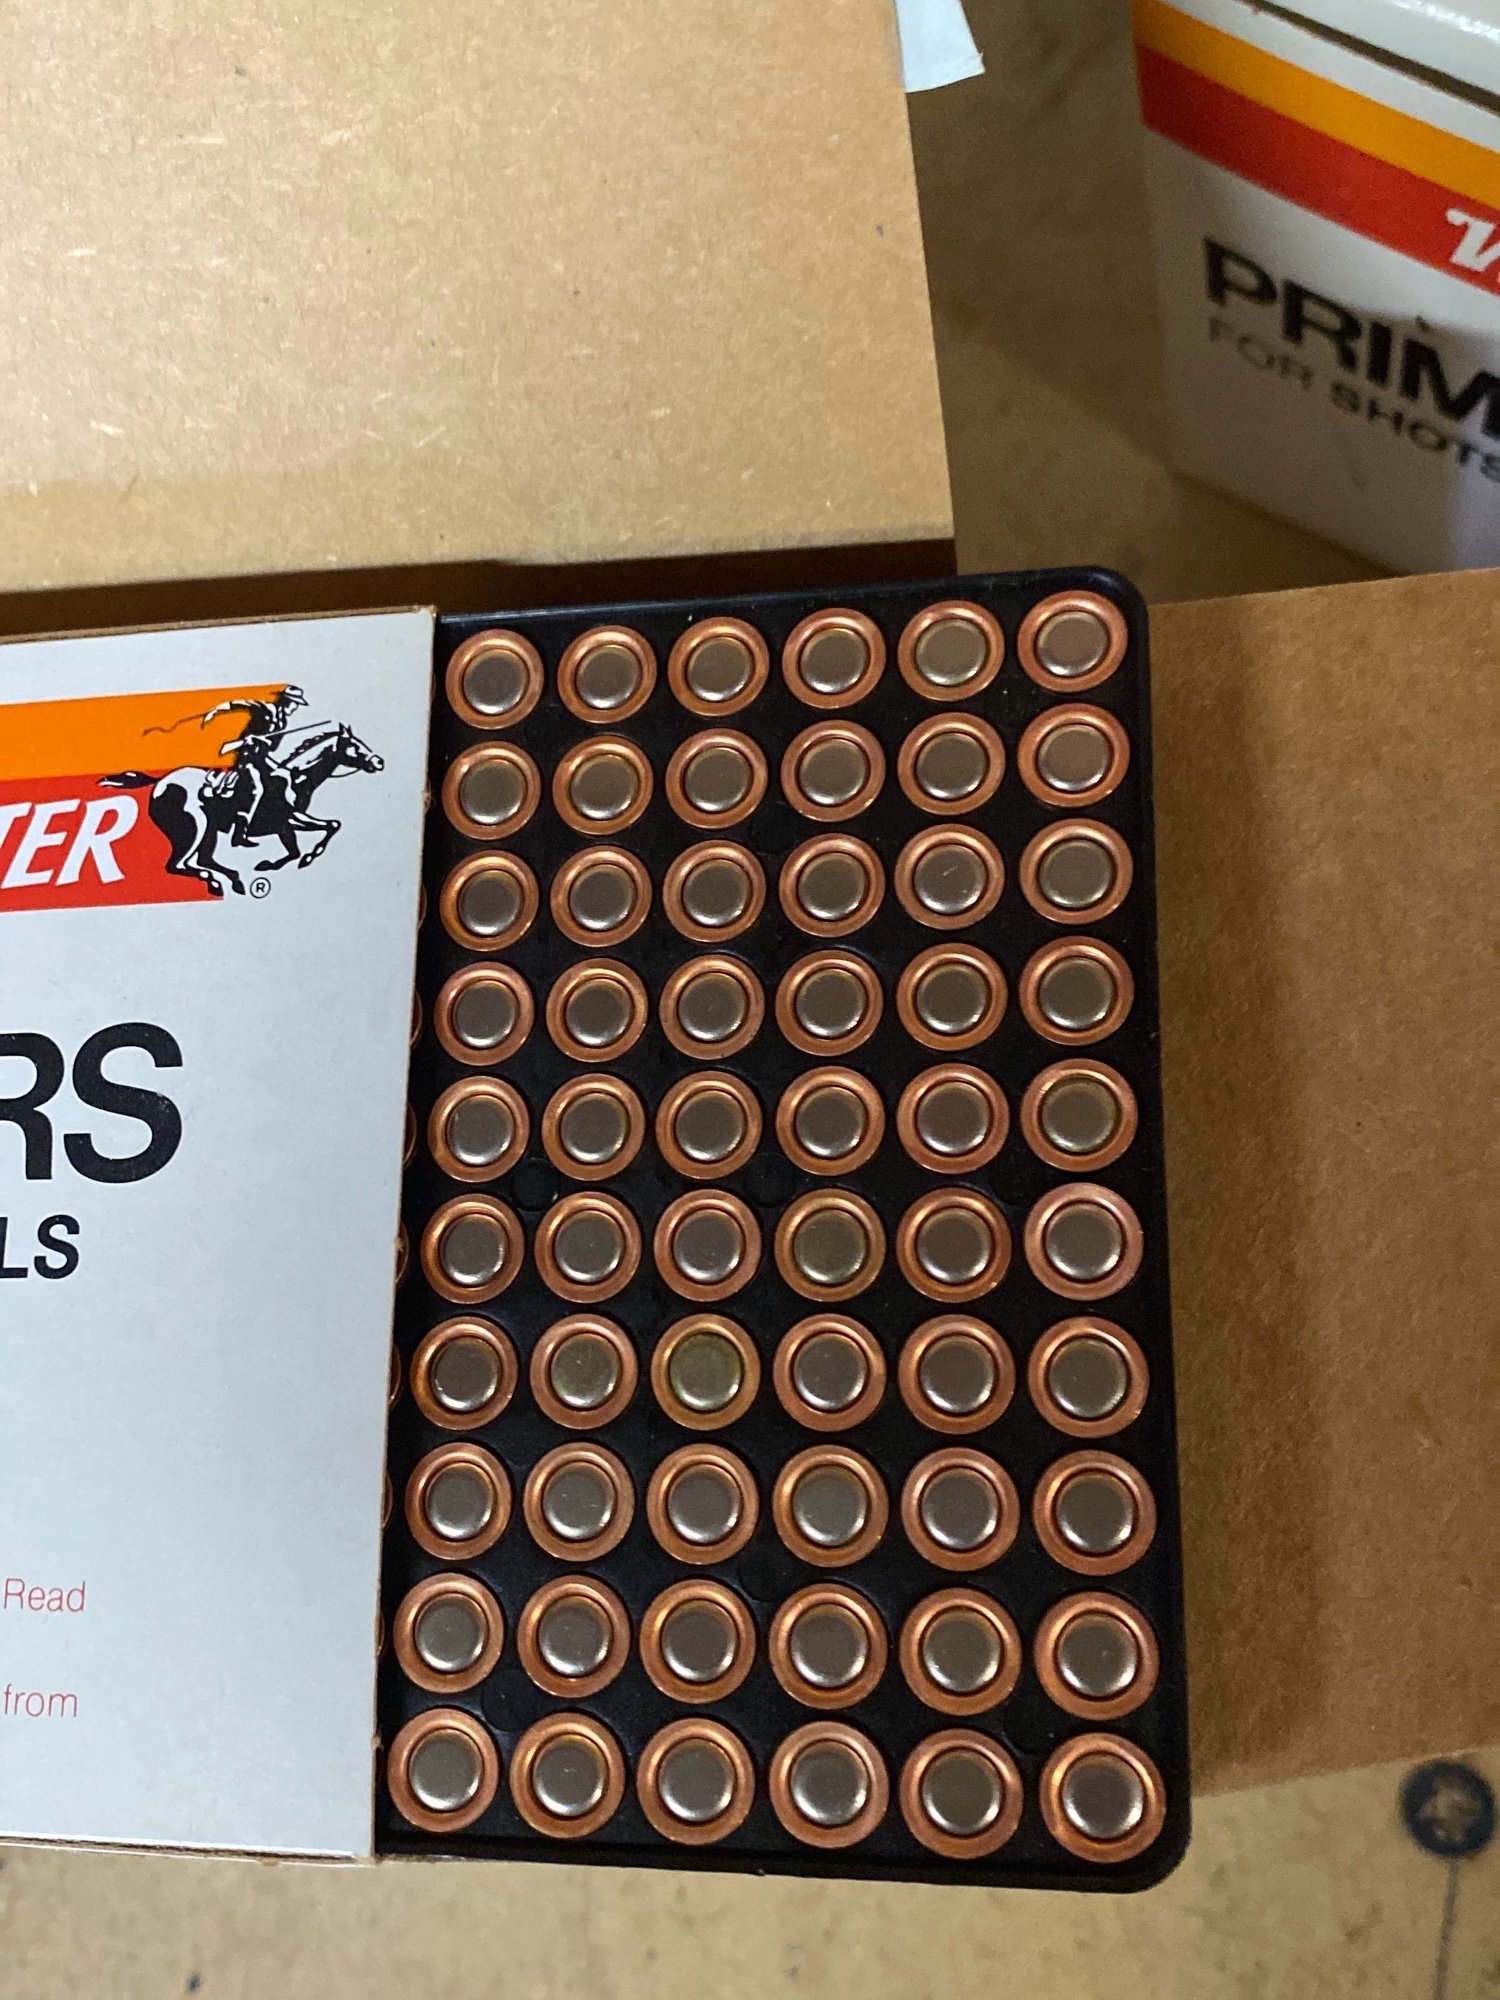 PRIM
FOR SHOTS
TER
®
RS
LS
Read
from